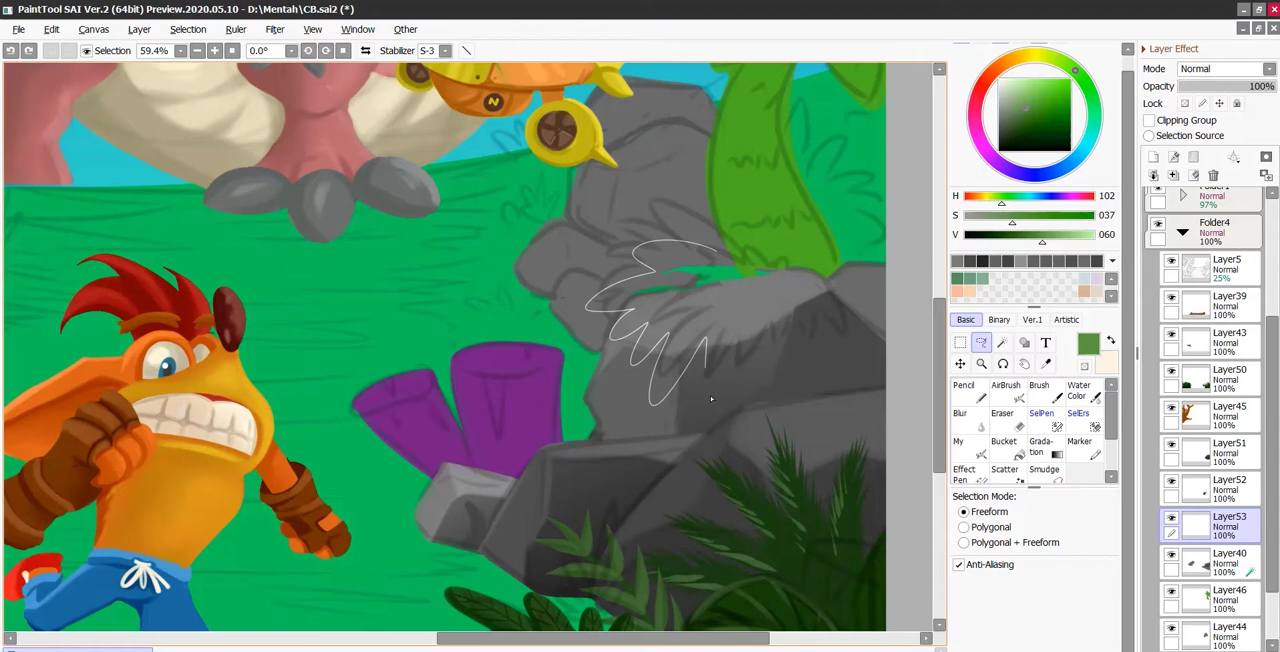 PaintTool SAI Ver.2 (64bit) Preview.2020.05.10 - D:\Mentah\CB.sai2 (*)
File Edit Canvas Layer Selection Ruler Filter View Window Other
Selection 59.4% 0.0° Stabilizer S-3
N
H 102
S 037
V 060
Basic Binary Ver.1 Artistic
T
Pencil AirBrush Brush Water Color
Blur Eraser SelPen SelErs
My Bucket Grada-tion Marker
Effect Pen Scatter Smudge
Selection Mode:
Freeform
Polygonal
Polygonal + Freeform
Anti-Aliasing
Layer Effect
Mode Normal
Opacity 100%
Lock
Clipping Group
Selection Source
Folder1
Normal
97%
Folder4
Normal
100%
Layer5
Normal
25%
Layer39
Normal
100%
Layer43
Normal
100%
Layer50
Normal
100%
Layer45
Normal
100%
Layer51
Normal
100%
Layer52
Normal
100%
Layer53
Normal
100%
Layer40
Normal
100%
Layer46
Normal
100%
Layer44
Normal
100%